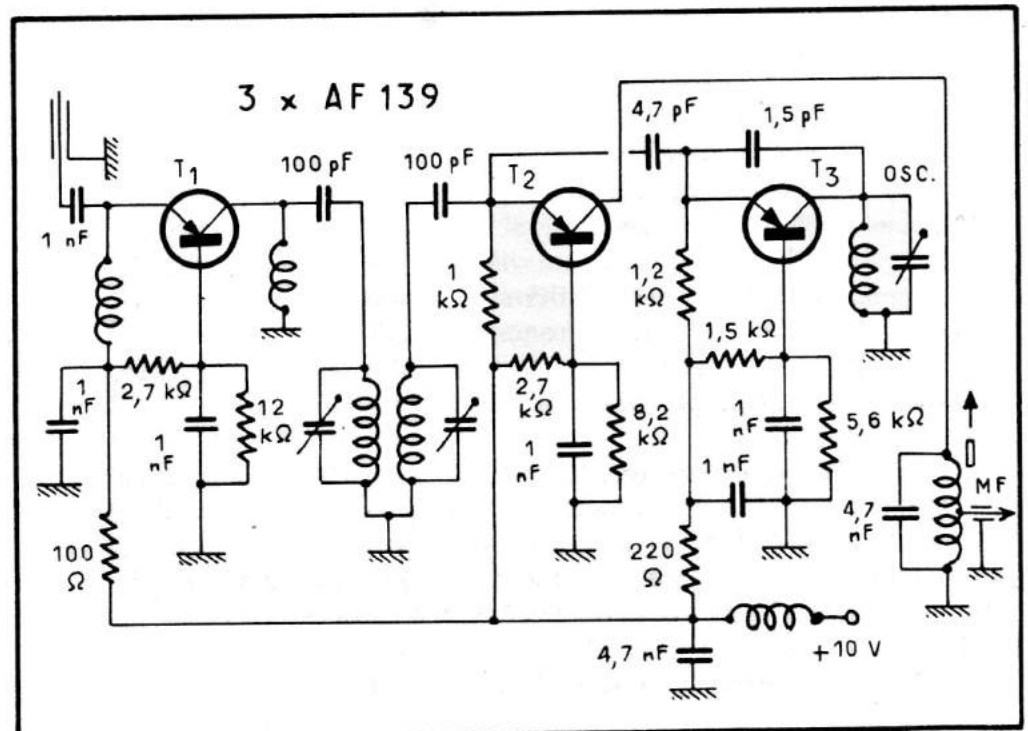 3 x AF 139
4,7 pF
1,5 pF
T1
100 pF
100 pF
T2
T3
OSC.
1 nF
1
kΩ
1,2
kΩ
1,5 kΩ
1
nF
2,7 kΩ
1
nF
12
kΩ
2,7
kΩ
1
nF
8,2
kΩ
1
nF
5,6 kΩ
1 nF
MF
4,7
nF
100
Ω
220
Ω
4,7 nF
+10 V